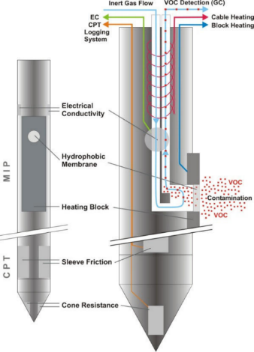 Inert Gas Flow
VOC Detection (GC)
EC
CPT
Logging
System
Cable Heating
Block Heating
Electrical
Conductivity
Hydrophobic
Membrane
VOC
Contamination
VOC
Heating Block
MIP
CPT
Sleeve Friction
Cone Resistance